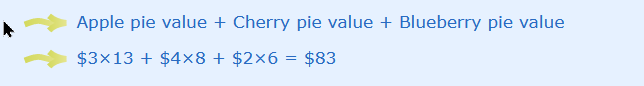 Apple pie value + Cherry pie value + Blueberry pie value
$3×13 + $4×8 + $2×6 = $83